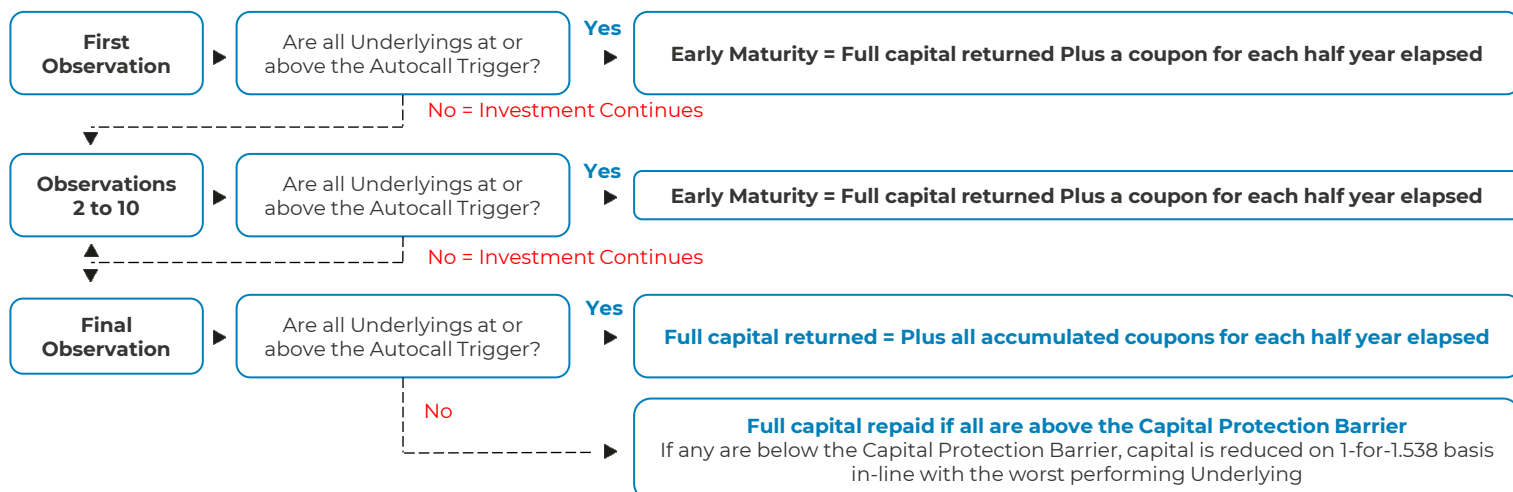 First
Observation
Are all Underlyings at or
above the Autocall Trigger?
Yes
Early Maturity = Full capital returned Plus a coupon for each half year elapsed
No = Investment Continues
Observations
2 to 10
Are all Underlyings at or
above the Autocall Trigger?
Yes
Early Maturity = Full capital returned Plus a coupon for each half year elapsed
No = Investment Continues
Final
Observation
Are all Underlyings at or
above the Autocall Trigger?
Yes
Full capital returned = Plus all accumulated coupons for each half year elapsed
No
Full capital repaid if all are above the Capital Protection Barrier
If any are below the Capital Protection Barrier, capital is reduced on 1-for-1.538 basis
in-line with the worst performing Underlying